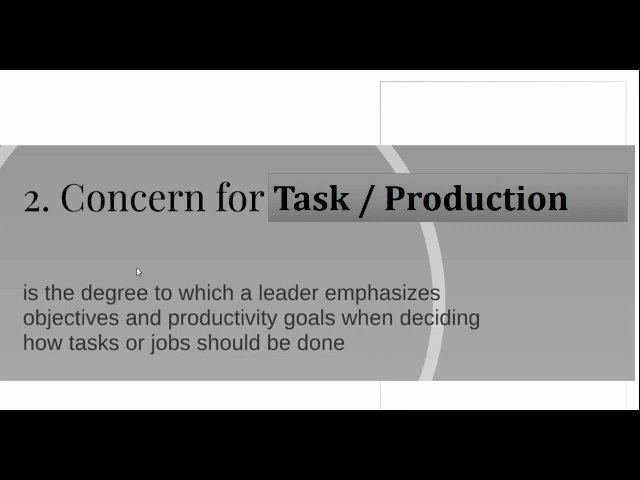 2. Concern for Task / Production
is the degree to which a leader emphasizes
objectives and productivity goals when deciding
how tasks or jobs should be done